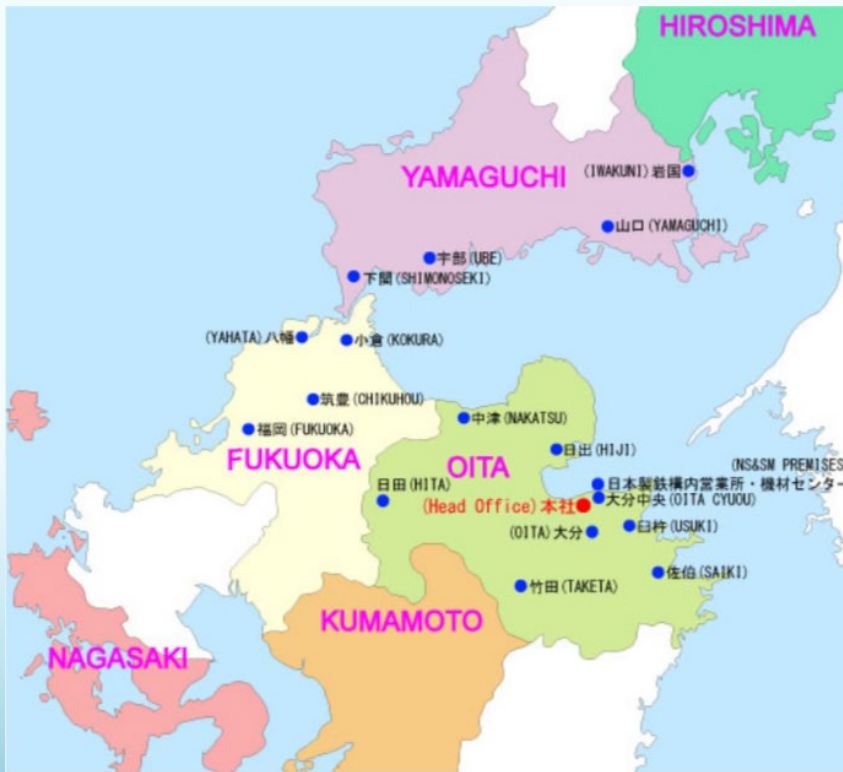 HIROSHIMA
YAMAGUCHI
(IWAKUNI)岩国
山口(YAMAGUCHI)
宇部(UBE)
下関(SHIMONOSEKI)
(YAHATA)八幡
小倉(KOKURA)
筑豊(CHIKUHOU)
福岡(FUKUOKA)
中津(NAKATSU)
日出(HIJI)
FUKUOKA
OITA
(NS&SM PREMISES
日田(HITA)
日本製鉄構内営業所・機材センター
大分中央(OITA CYUOU)
(Head Office)本社
(OITA)大分
臼杵(USUKI)
佐伯(SAIKI)
竹田(TAKETA)
KUMAMOTO
NAGASAKI